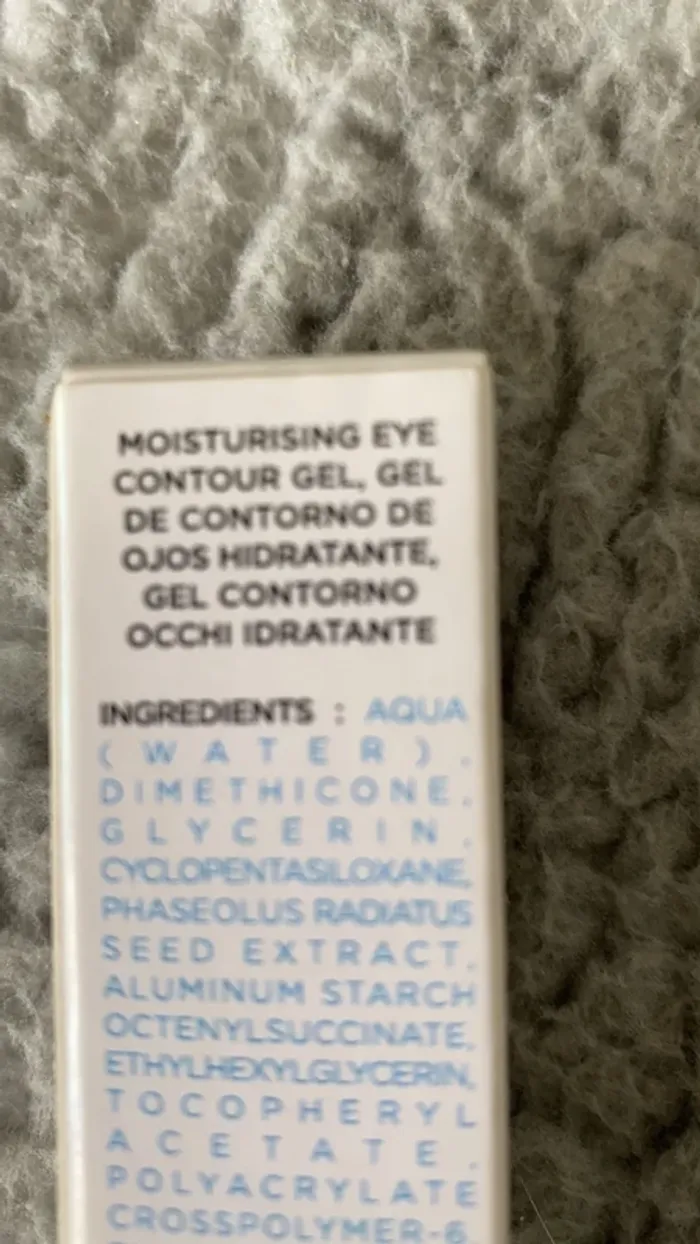 MOISTURISING EYE
CONTOUR GEL, GEL
DE CONTORNO DE
OJOS HIDRATANTE,
GEL CONTORNO
OCCHI IDRATANTE
INGREDIENTS : AQUA
(WATER),
DIMETHICONE,
GLYCERIN,
CYCLOPENTASILOXANE,
PHASEOLUS RADIATUS
SEED EXTRACT,
ALUMINUM STARCH
OCTENYLSUCCINATE,
ETHYLHEXYLGLYCERIN,
TOCOPHERYL
ACETATE,
POLYACRYLATE
CROSSPOLYMER-6,